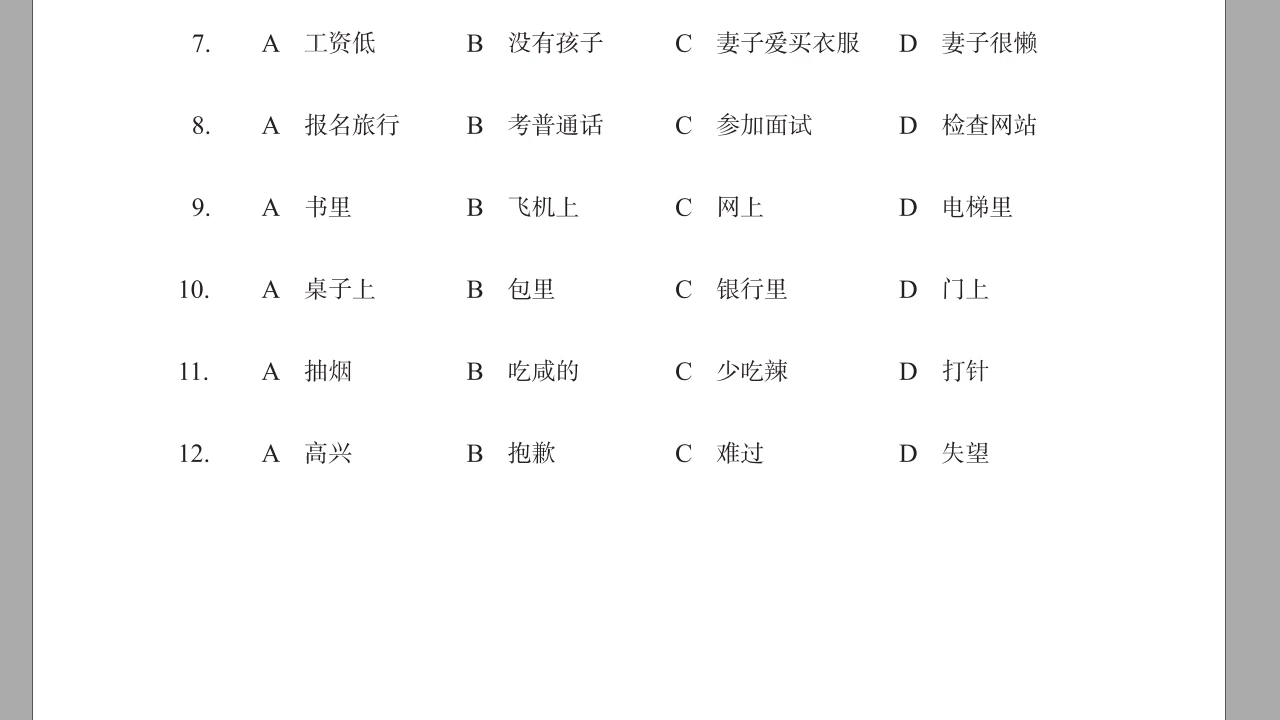 7. A 工资低 B 没有孩子 C 妻子爱买衣服 D 妻子很懒
8. A 报名旅行 B 考普通话 C 参加面试 D 检查网站
9. A 书里 B 飞机上 C 网上 D 电梯里
10. A 桌子上 B 包里 C 银行里 D 门上
11. A 抽烟 B 吃咸的 C 少吃辣 D 打针
12. A 高兴 B 抱歉 C 难过 D 失望